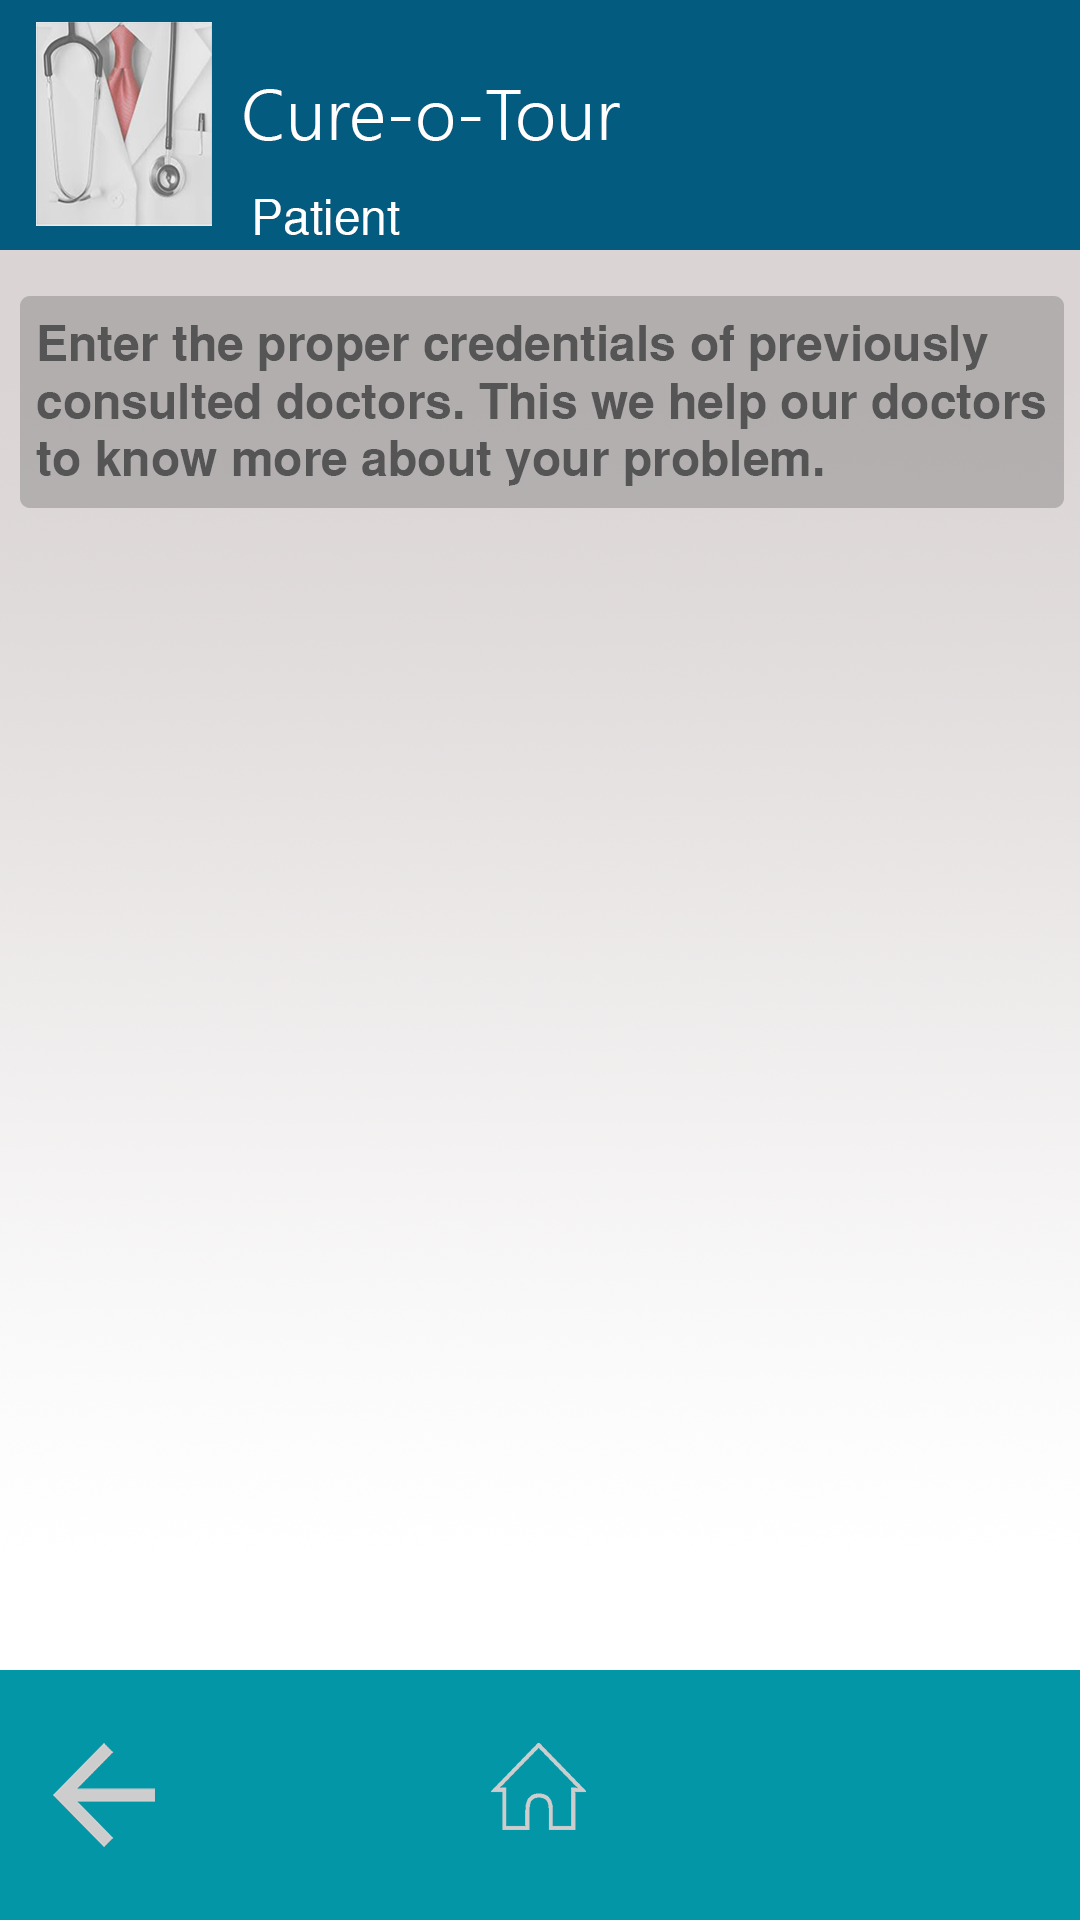 Cure-o-Tour
Patient
Enter the proper credentials of previously
consulted doctors. This we help our doctors
to know more about your problem.